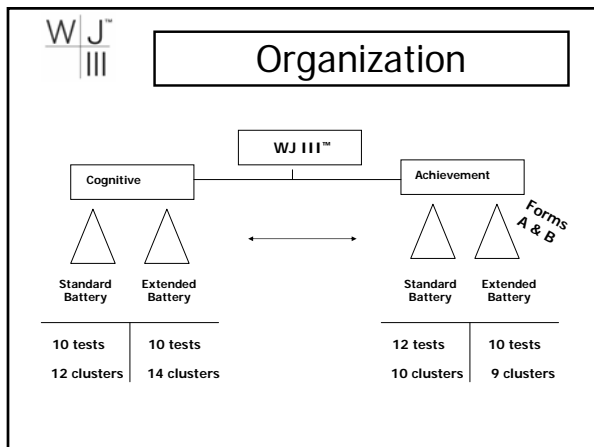 W J™
III
Organization
WJ III™
Cognitive
Achievement
Forms
A & B
Standard Battery
Extended Battery
Standard Battery
Extended Battery
10 tests
10 tests
12 tests
10 tests
12 clusters
14 clusters
10 clusters
9 clusters